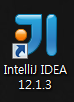 IntelliJ IDEA
12.1.3